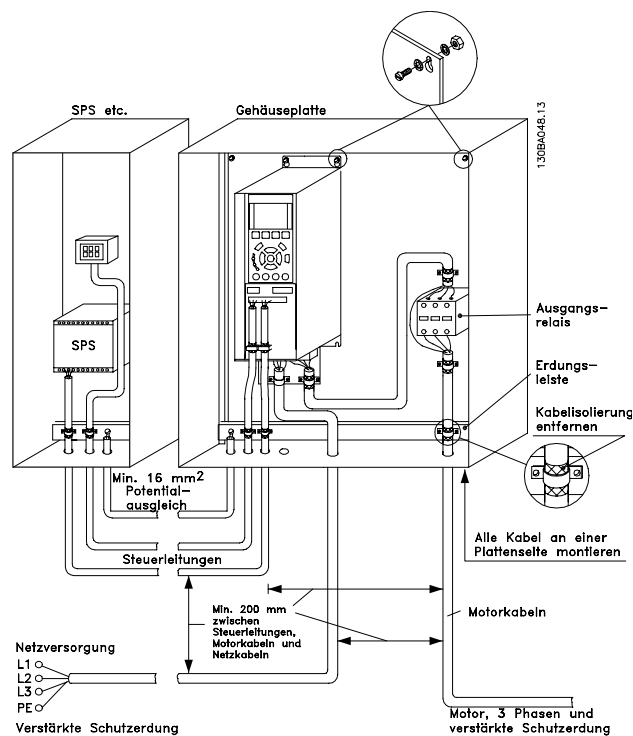 SPS etc.
Gehäuseplatte
130BA048.13
SPS
Ausgangs-
relais
Erdungs-
leiste
Kabelisolierung
entfernen
Min. 16 mm2
Potential-
ausgleich
Alle Kabel an einer
Plattenseite montieren
Steuerleitungen
Min. 200 mm
zwischen
Steuerleitungen,
Motorkabeln und
Netzkabeln
Motorkabeln
Netzversorgung
L1
L2
L3
PE
Verstärkte Schutzerdung
Motor, 3 Phasen und
verstärkte Schutzerdung